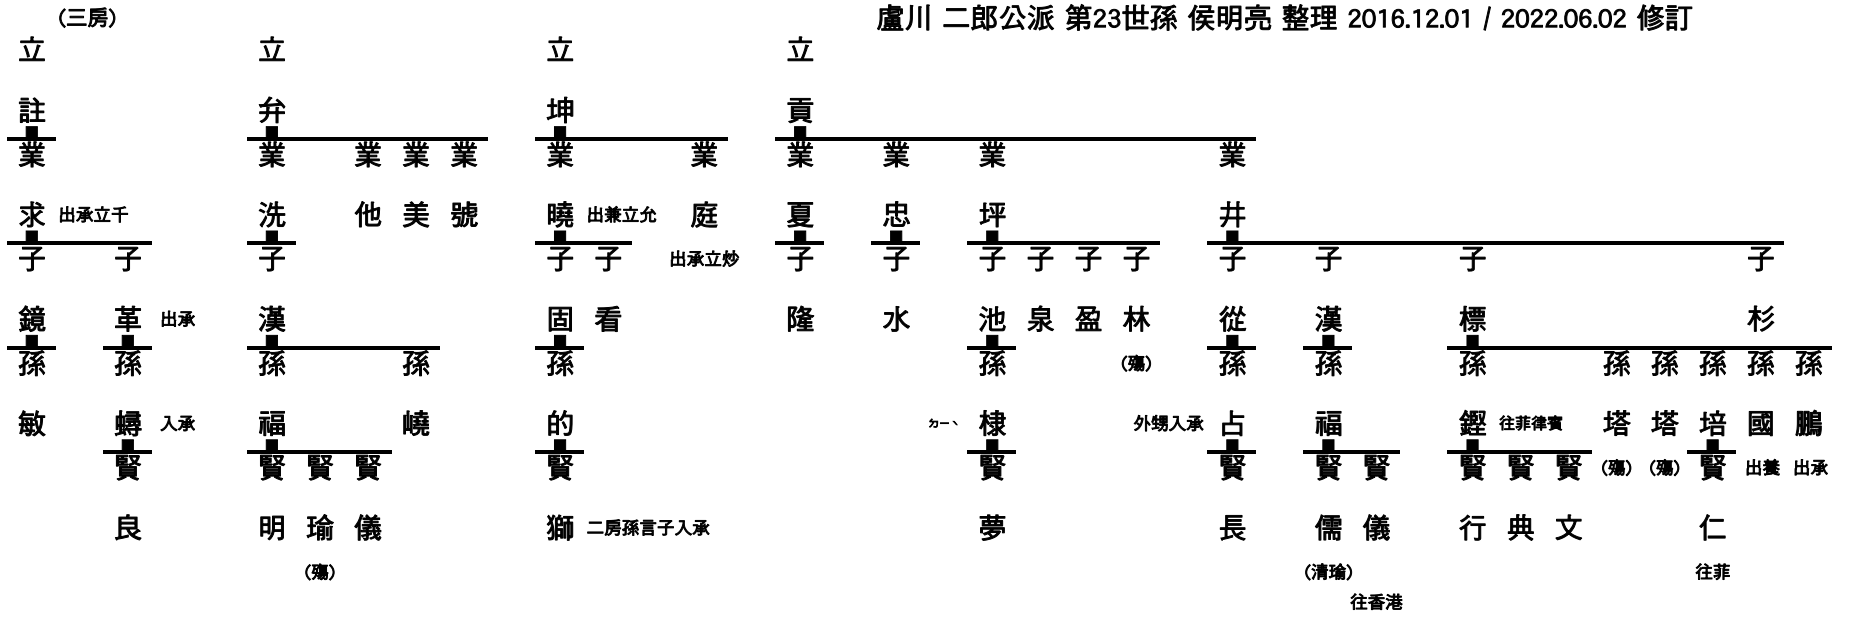 (三房)
盧川 二郎公派 第23世孫 侯明亮 整理 2016.12.01 / 2022.06.02 修訂
立 立 立 立
註 弁 坤 貢
業 業 業 業 業 業 業 業 業 業 業
求 出承立千 洗 他 美 號 曉 出兼立允 庭 夏 忠 坪 井
子 子 子 子 子 出承立炒 子 子 子 子 子 子 子 子 子 子
鏡 革 出承 漢 固 看 隆 水 池 泉 盈 林 從 漢 標 杉
孫 孫 孫 孫 孫 孫 (殤) 孫 孫 孫 孫 孫 孫 孫 孫
敏 蟳 入承 福 嶢 的 ㄉㄧˋ 棣 外甥入承 占 福 鏗 往菲律賓 塔 塔 培 國 鵬
賢 賢 賢 賢 賢 賢 賢 賢 賢 賢 賢 賢 (殤) (殤) 賢 出養 出承
良 明 瑜 儀 獅 二房孫言子入承 夢 長 儒 儀 行 典 文 仁
(殤) (清瑜) 往菲
往香港